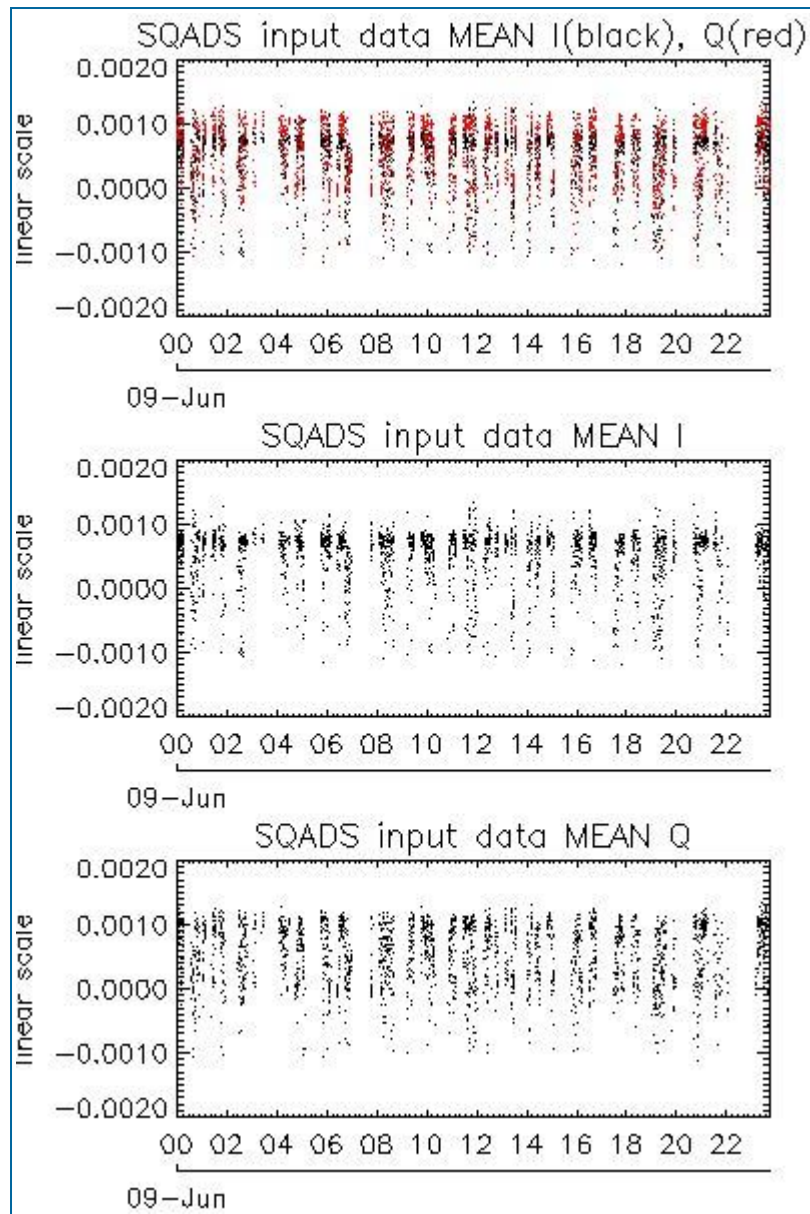 SQADS input data MEAN I(black), Q(red)
0.0020
0.0010
0.0000
-0.0010
-0.0020
linear scale
00 02 04 06 08 10 12 14 16 18 20 22
09-Jun
SQADS input data MEAN I
0.0020
0.0010
0.0000
-0.0010
-0.0020
linear scale
00 02 04 06 08 10 12 14 16 18 20 22
09-Jun
SQADS input data MEAN Q
0.0020
0.0010
0.0000
-0.0010
-0.0020
linear scale
00 02 04 06 08 10 12 14 16 18 20 22
09-Jun